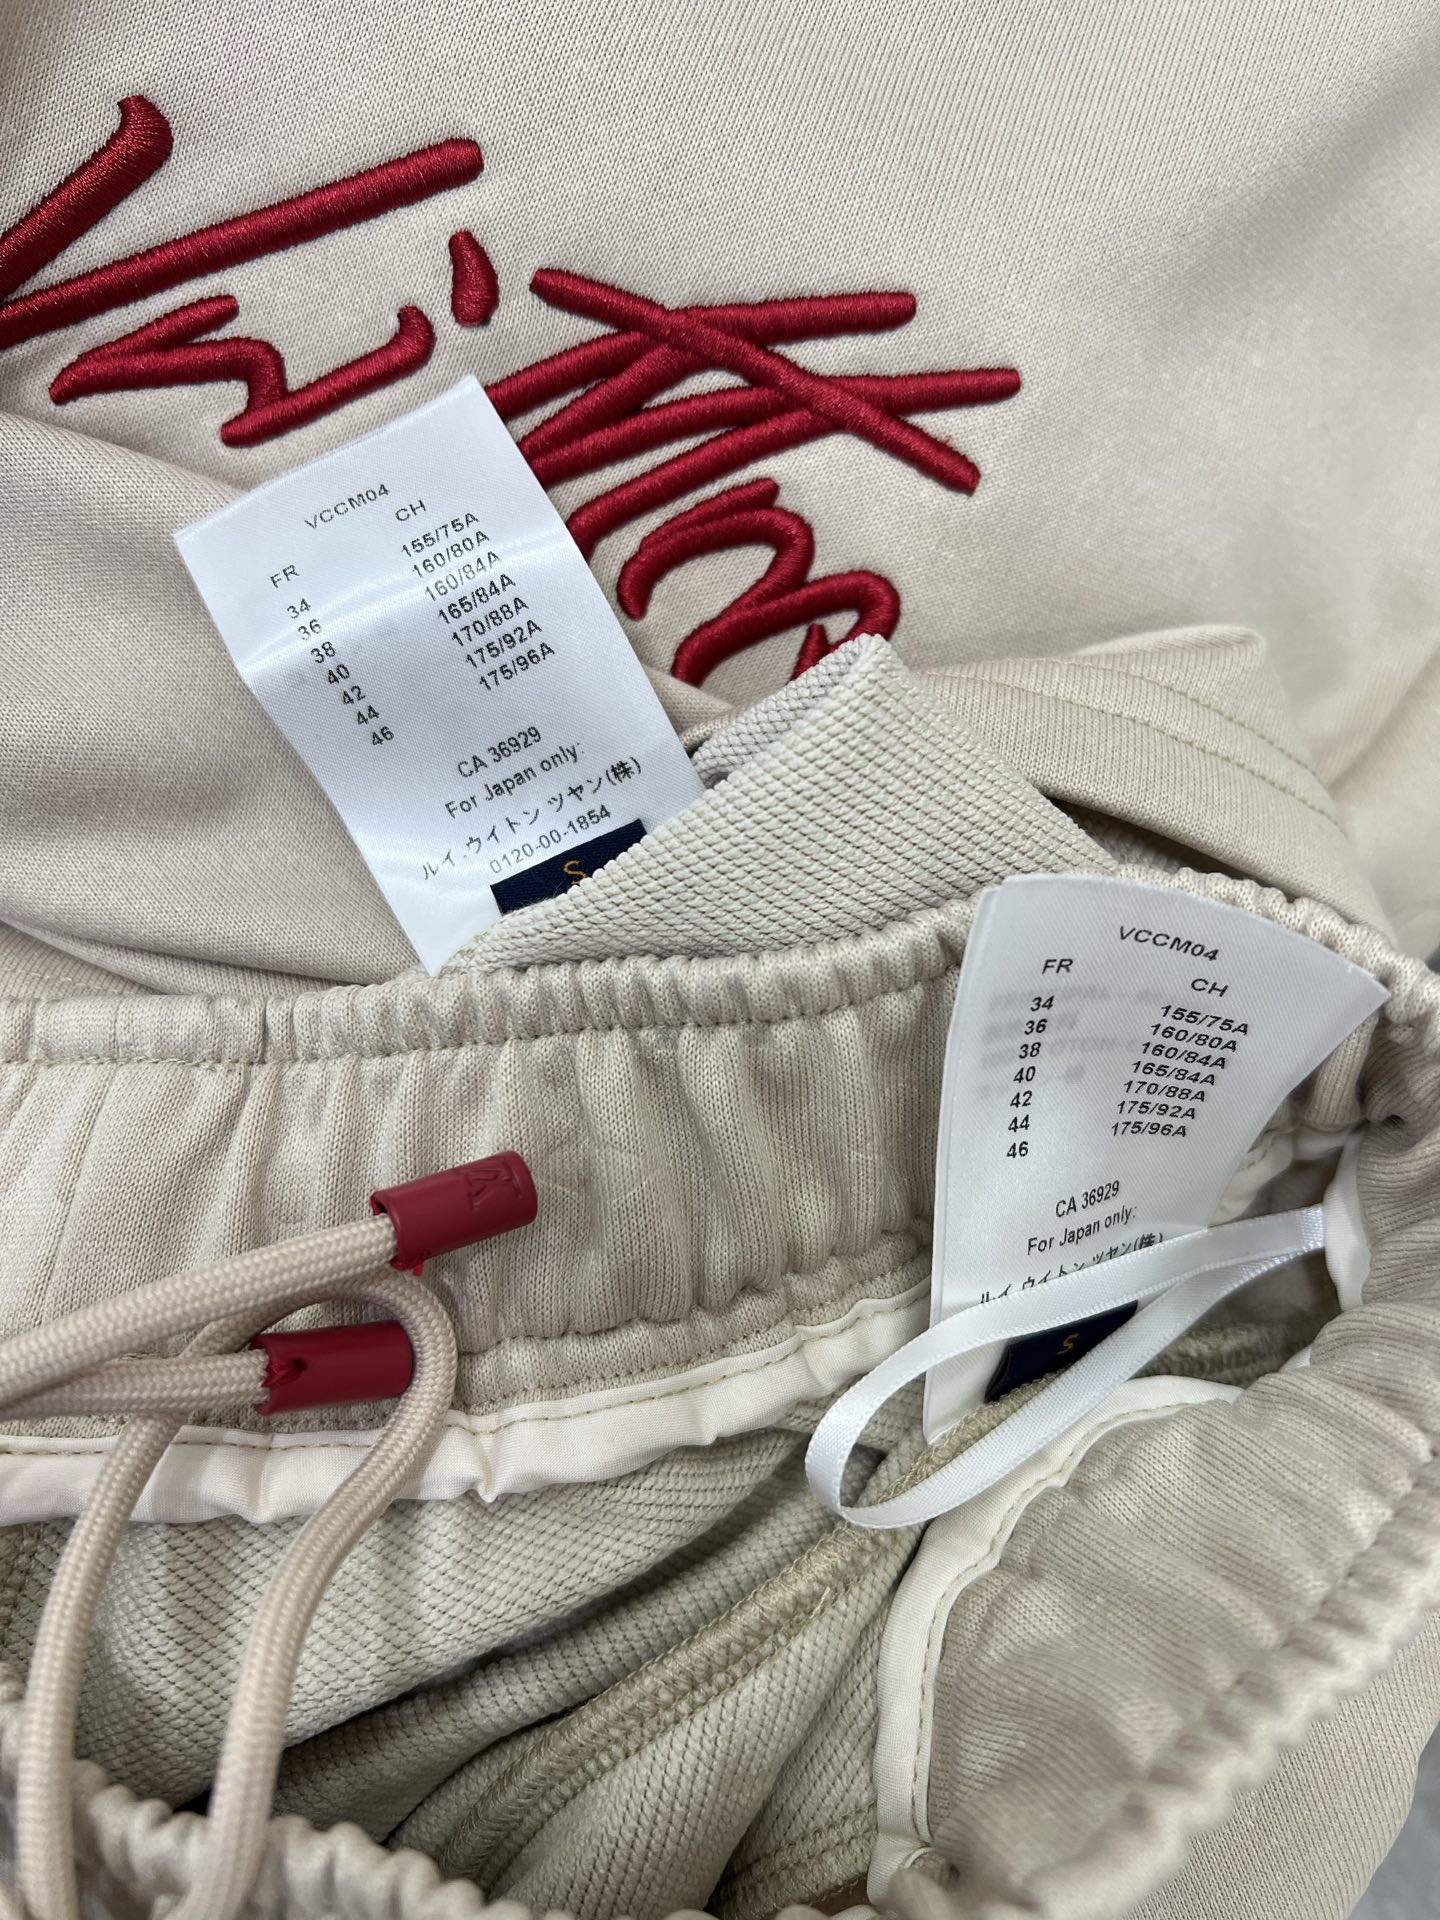 VCCM04
FR CH
34 155/75A
36 160/80A
38 160/84A
40 165/84A
42 170/88A
44 175/92A
46 175/96A
CA 36929
For Japan only:
ルイ.ウイトン ツヤン(株)
0120-00-1854
S
VCCM04
FR CH
34 155/75A
36 160/80A
38 160/84A
40 165/84A
42 170/88A
44 175/92A
46 175/96A
CA 36929
For Japan only:
ルイ.ウイトン ツヤン(株)
S